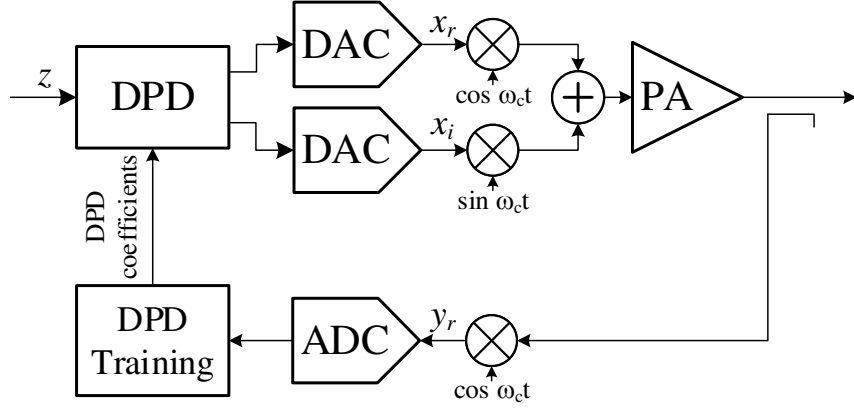 z
DPD
DAC
x_r
cos ω_ct
+
PA
DAC
x_i
sin ω_ct
DPD
coefficients
DPD
Training
ADC
y_r
cos ω_ct